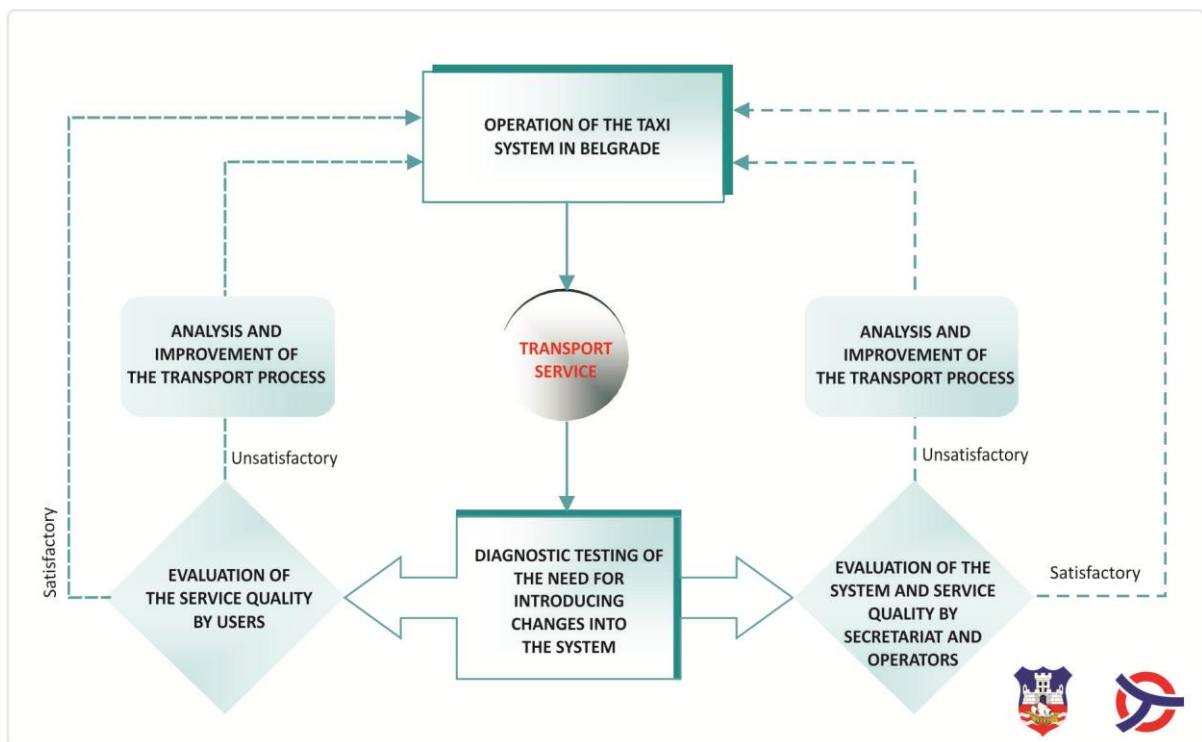 OPERATION OF THE TAXI
SYSTEM IN BELGRADE
ANALYSIS AND
IMPROVEMENT OF
THE TRANSPORT PROCESS
TRANSPORT
SERVICE
ANALYSIS AND
IMPROVEMENT OF
THE TRANSPORT PROCESS
Unsatisfactory
Unsatisfactory
Satisfactory
EVALUATION OF
THE SERVICE QUALITY
BY USERS
DIAGNOSTIC TESTING OF
THE NEED FOR
INTRODUCING
CHANGES INTO
THE SYSTEM
EVALUATION OF THE
SYSTEM AND SERVICE
QUALITY BY
SECRETARIAT AND
OPERATORS
Satisfactory